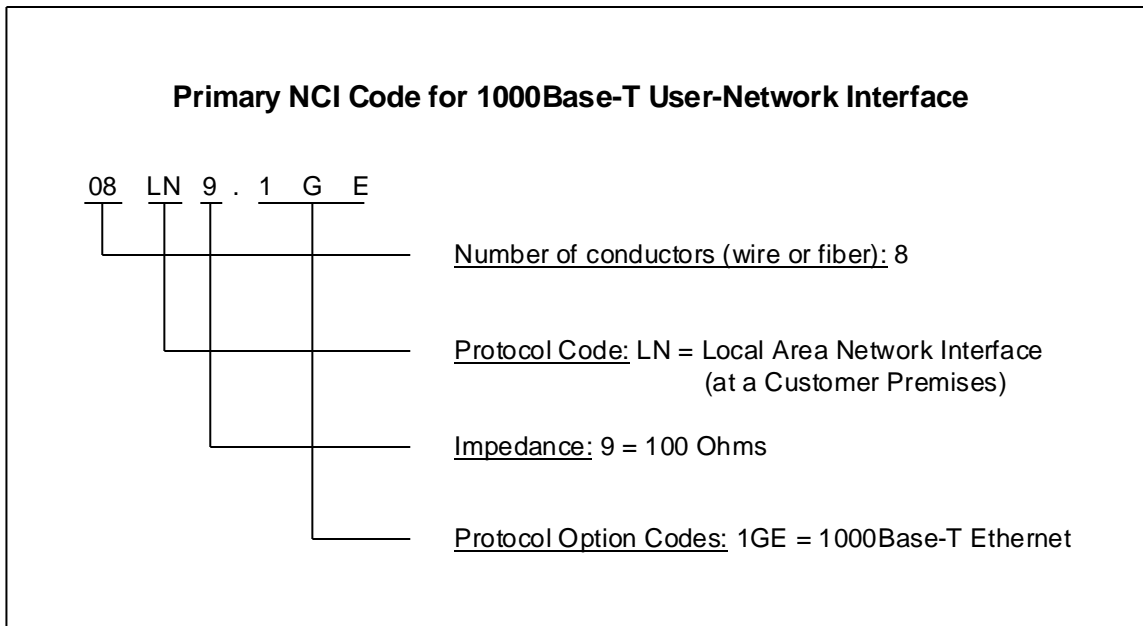 Primary NCI Code for 1000Base-T User-Network Interface
08 LN 9 . 1 G E
Number of conductors (wire or fiber): 8
Protocol Code: LN = Local Area Network Interface
(at a Customer Premises)
Impedance: 9 = 100 Ohms
Protocol Option Codes: 1GE = 1000Base-T Ethernet